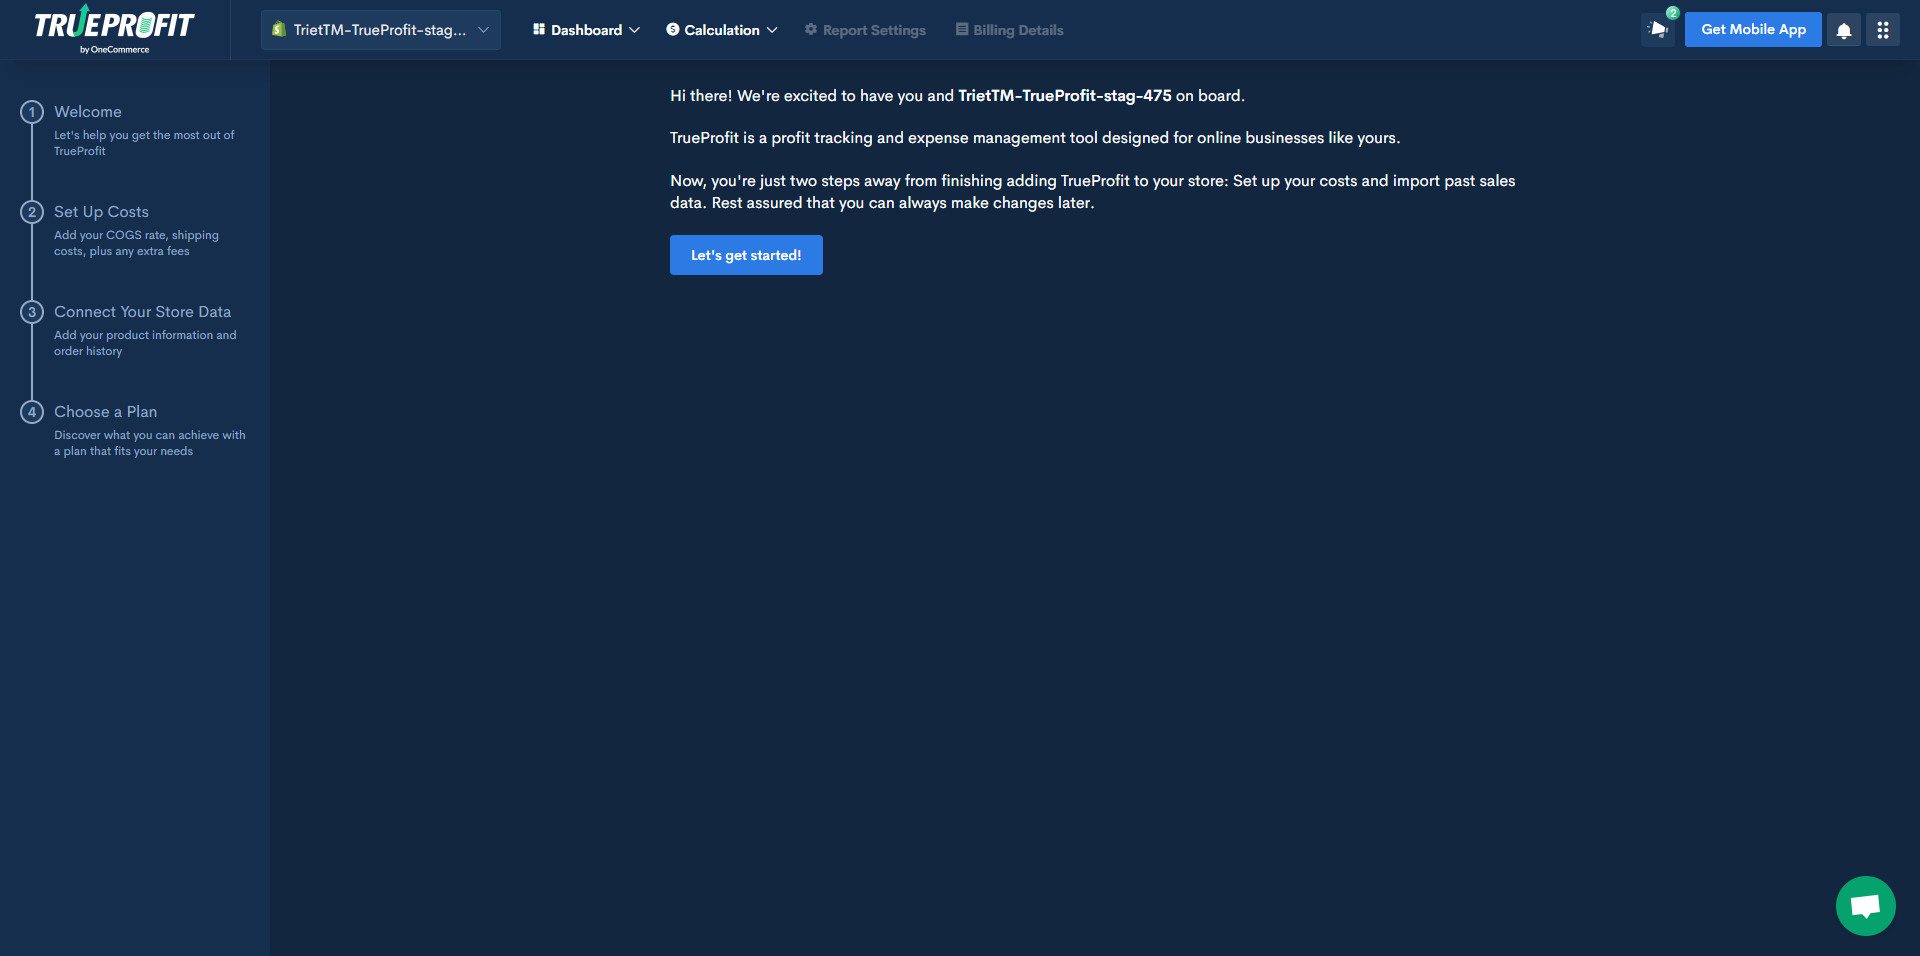 TRUEPROFIT
by OneCommerce
TrietTM-TrueProfit-stag...
Dashboard
Calculation
Report Settings
Billing Details
2
Get Mobile App
1
Welcome
Let's help you get the most out of
TrueProfit
2
Set Up Costs
Add your COGS rate, shipping
costs, plus any extra fees
3
Connect Your Store Data
Add your product information and
order history
4
Choose a Plan
Discover what you can achieve with
a plan that fits your needs
Hi there! We're excited to have you and TrietTM-TrueProfit-stag-475 on board.
TrueProfit is a profit tracking and expense management tool designed for online businesses like yours.
Now, you're just two steps away from finishing adding TrueProfit to your store: Set up your costs and import past sales
data. Rest assured that you can always make changes later.
Let's get started!